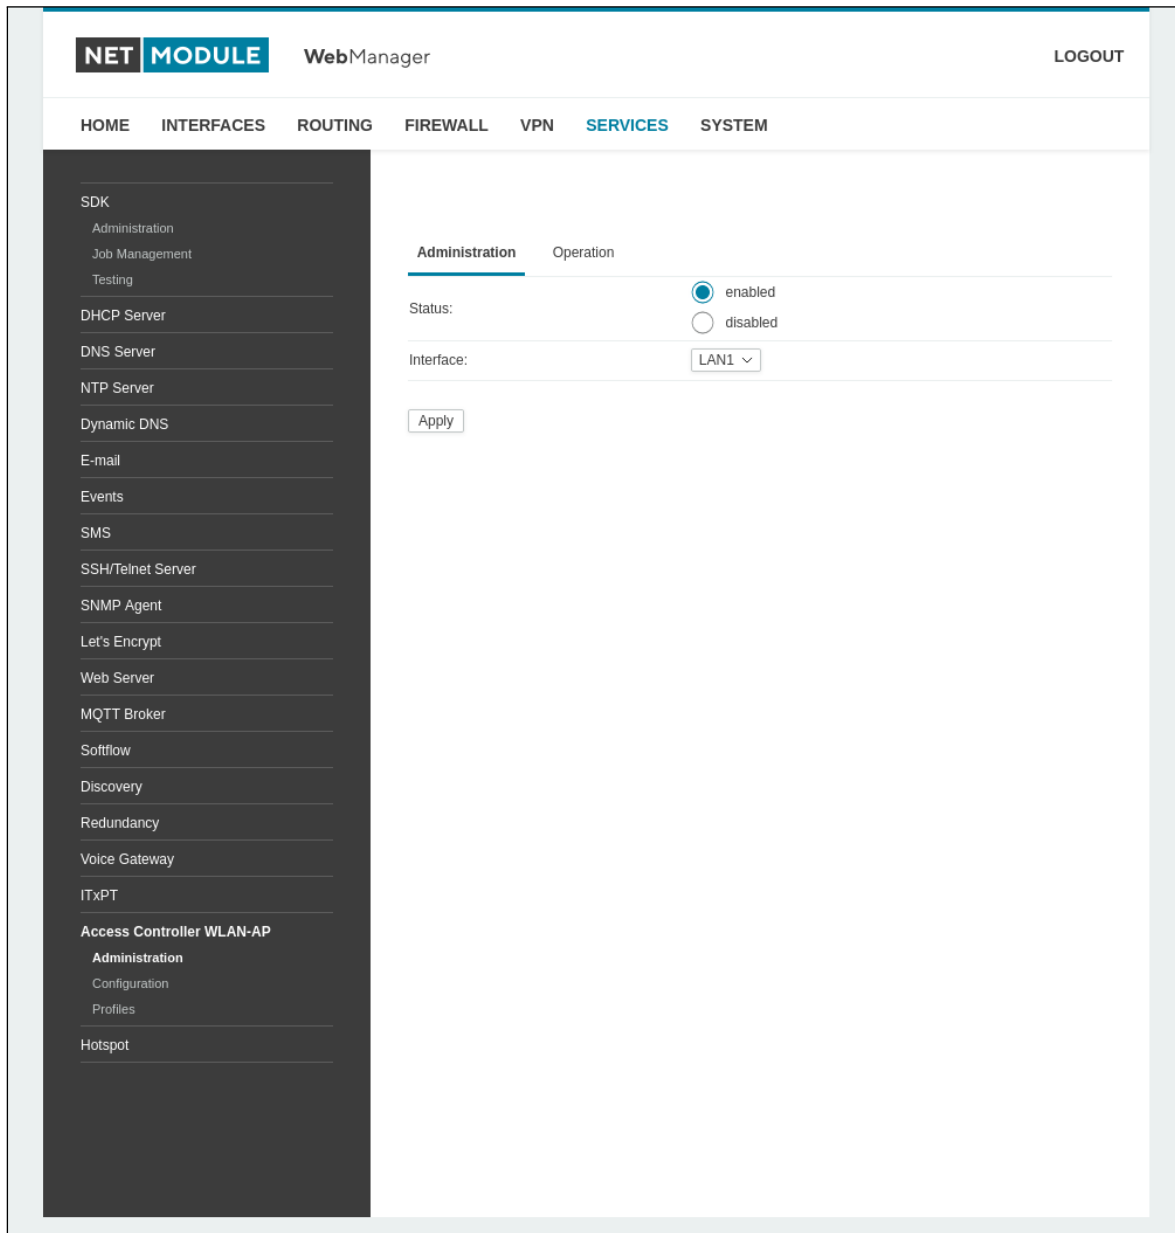 NET MODULE WebManager LOGOUT
HOME INTERFACES ROUTING FIREWALL VPN SERVICES SYSTEM
SDK
Administration
Job Management
Testing
DHCP Server
DNS Server
NTP Server
Dynamic DNS
E-mail
Events
SMS
SSH/Telnet Server
SNMP Agent
Let's Encrypt
Web Server
MQTT Broker
Softflow
Discovery
Redundancy
Voice Gateway
ITxPT
Access Controller WLAN-AP
Administration
Configuration
Profiles
Hotspot
Administration Operation
Status: enabled
disabled
Interface: LAN1
Apply